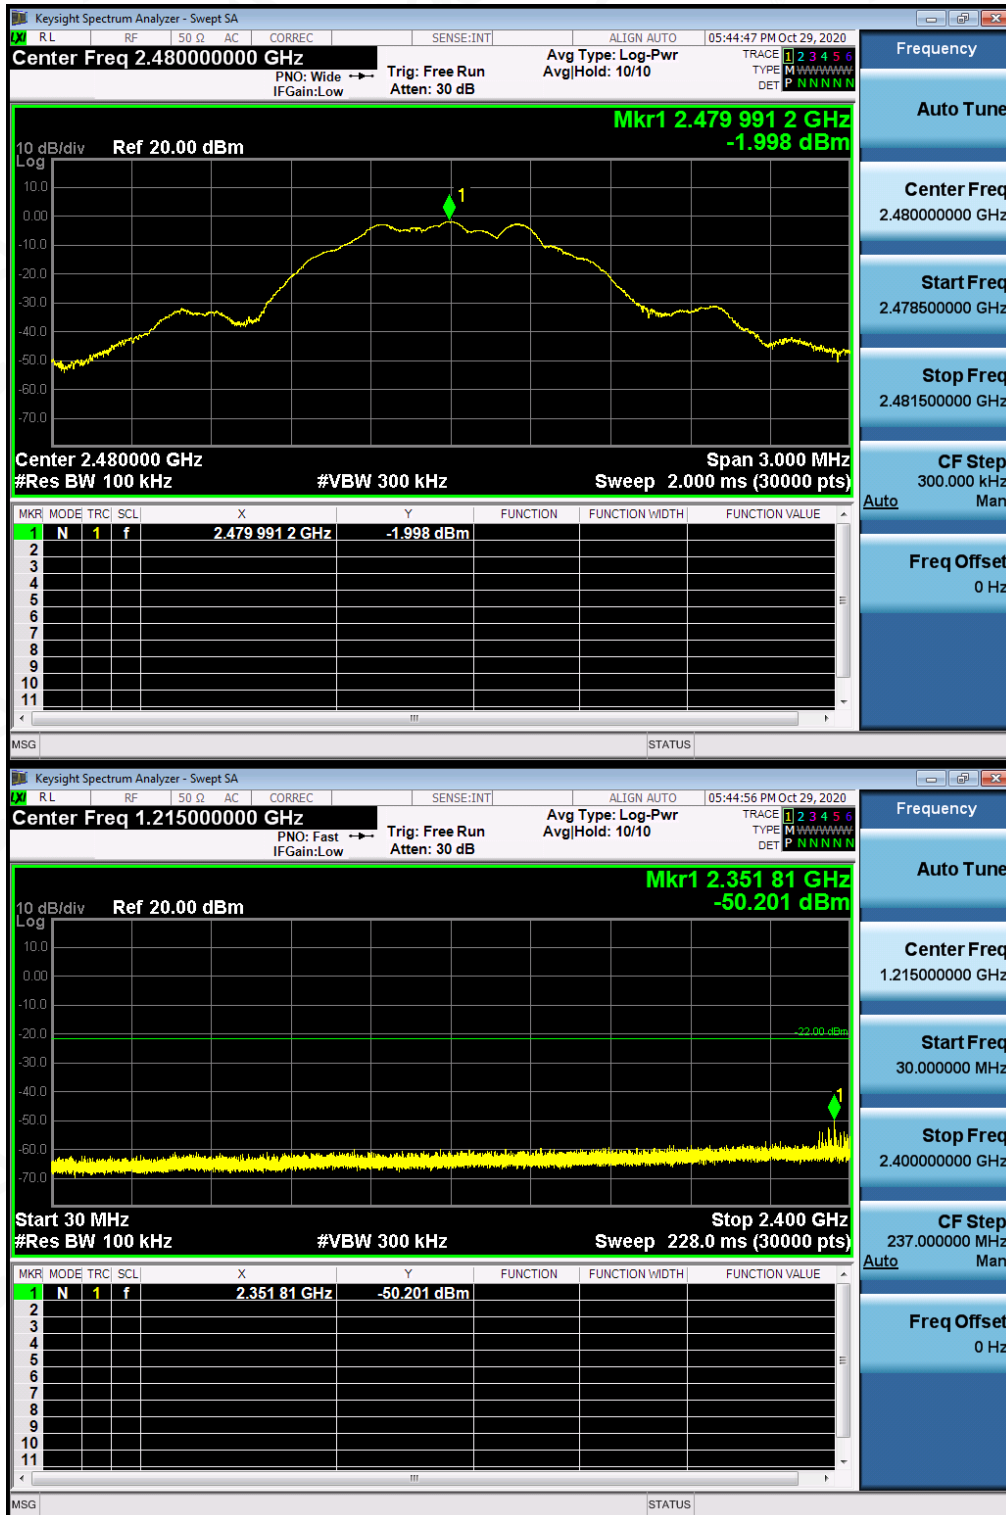 Keysight Spectrum Analyzer - Swept SA
LXI RL RF 50 Ω AC CORREC SENSE:INT ALIGN AUTO 05:44:47 PM Oct 29, 2020
Center Freq 2.480000000 GHz
PNO: Wide
IFGain:Low
Trig: Free Run
Atten: 30 dB
Avg Type: Log-Pwr
Avg|Hold: 10/10
TRACE 1 2 3 4 5 6
TYPE M WWWWW
DET P N N N N N
Mkr1 2.479 991 2 GHz
-1.998 dBm
10 dB/div Ref 20.00 dBm
Log
10.0
1
0.00
-10.0
-20.0
-30.0
-40.0
-50.0
-60.0
-70.0
Center 2.480000 GHz Span 3.000 MHz
#Res BW 100 kHz #VBW 300 kHz Sweep 2.000 ms (30000 pts)
MKR MODE TRC SCL X Y FUNCTION FUNCTION WIDTH FUNCTION VALUE
1 N 1 f 2.479 991 2 GHz -1.998 dBm
2
3
4
5
6
7
8
9
10
11
MSG STATUS
Frequency
Auto Tune
Center Freq
2.480000000 GHz
Start Freq
2.478500000 GHz
Stop Freq
2.481500000 GHz
CF Step
300.000 kHz
Auto Man
Freq Offset
0 Hz
Keysight Spectrum Analyzer - Swept SA
LXI RL RF 50 Ω AC CORREC SENSE:INT ALIGN AUTO 05:44:56 PM Oct 29, 2020
Center Freq 1.215000000 GHz
PNO: Fast
IFGain:Low
Trig: Free Run
Atten: 30 dB
Avg Type: Log-Pwr
Avg|Hold: 10/10
TRACE 1 2 3 4 5 6
TYPE M WWWWW
DET P N N N N N
Mkr1 2.351 81 GHz
-50.201 dBm
10 dB/div Ref 20.00 dBm
Log
10.0
0.00
-10.0
-20.0
-22.00 dBm
-30.0
-40.0
1
-50.0
-60.0
-70.0
Start 30 MHz Stop 2.400 GHz
#Res BW 100 kHz #VBW 300 kHz Sweep 228.0 ms (30000 pts)
MKR MODE TRC SCL X Y FUNCTION FUNCTION WIDTH FUNCTION VALUE
1 N 1 f 2.351 81 GHz -50.201 dBm
2
3
4
5
6
7
8
9
10
11
MSG STATUS
Frequency
Auto Tune
Center Freq
1.215000000 GHz
Start Freq
30.000000 MHz
Stop Freq
2.400000000 GHz
CF Step
237.000000 MHz
Auto Man
Freq Offset
0 Hz